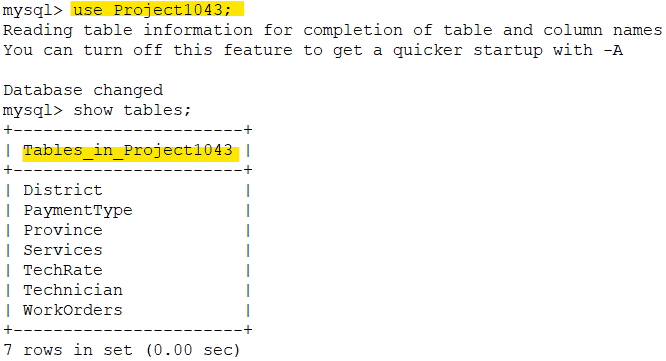 mysql> use Project1043;
Reading table information for completion of table and column names
You can turn off this feature to get a quicker startup with -A

Database changed
mysql> show tables;
+-----------------------+
| Tables_in_Project1043 |
+-----------------------+
| District              |
| PaymentType           |
| Province              |
| Services              |
| TechRate              |
| Technician            |
| WorkOrders            |
+-----------------------+
7 rows in set (0.00 sec)